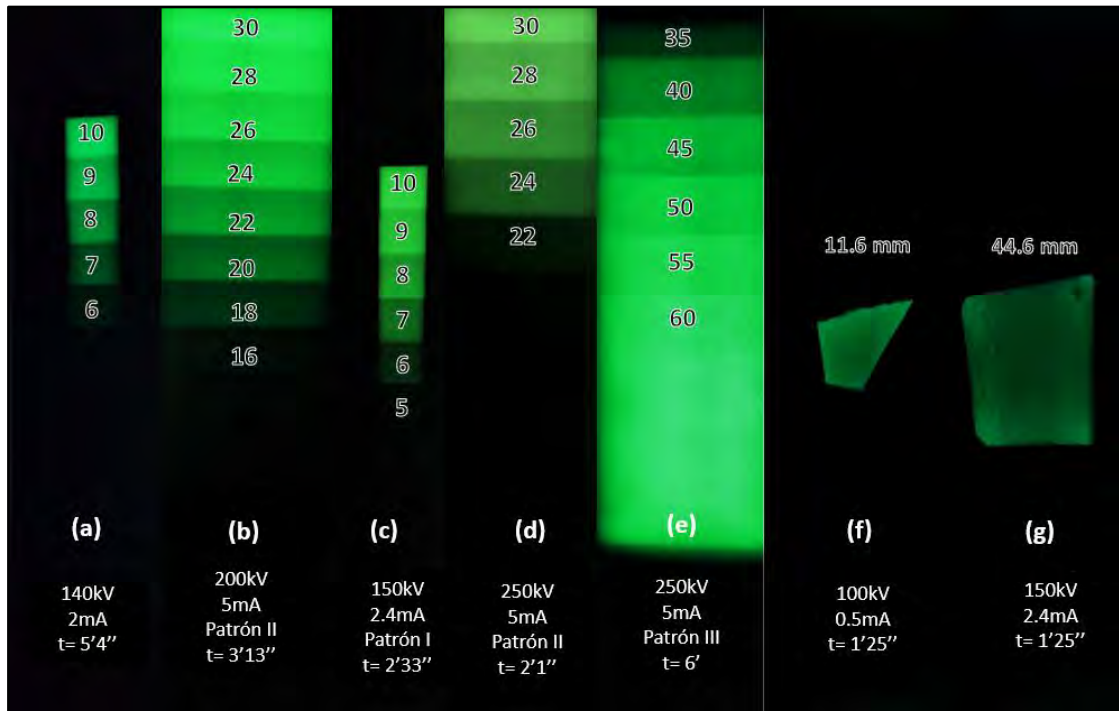 10
9
8
7
6
(a)
140kV
2mA
t= 5’4’’
30
28
26
24
22
20
18
16
(b)
200kV
5mA
Patrón II
t= 3’13’’
10
9
8
7
6
5
(c)
150kV
2.4mA
Patrón I
t= 2’33’’
30
28
26
24
22
(d)
250kV
5mA
Patrón II
t= 2’1’’
35
40
45
50
55
60
(e)
250kV
5mA
Patrón III
t= 6’
11.6 mm
(f)
100kV
0.5mA
t= 1’25’’
44.6 mm
(g)
150kV
2.4mA
t= 1’25’’